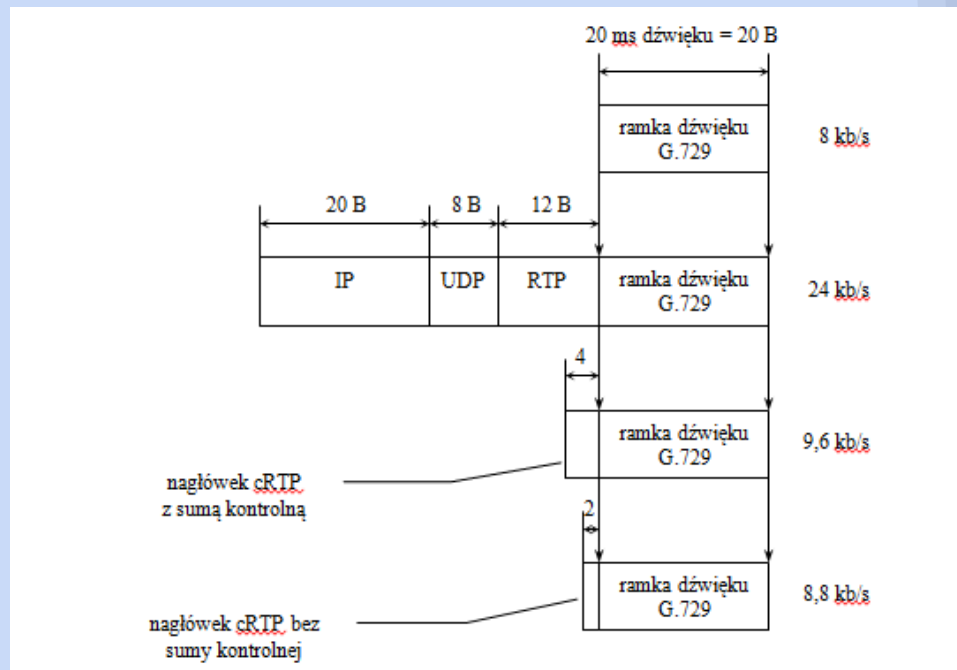 20 ms dźwięku = 20 B
ramka dźwięku
G.729
8 kb/s
20 B
8 B
12 B
IP
UDP
RTP
ramka dźwięku
G.729
24 kb/s
4
ramka dźwięku
G.729
9,6 kb/s
nagłówek cRTP
z sumą kontrolną
2
ramka dźwięku
G.729
8,8 kb/s
nagłówek cRTP bez
sumy kontrolnej